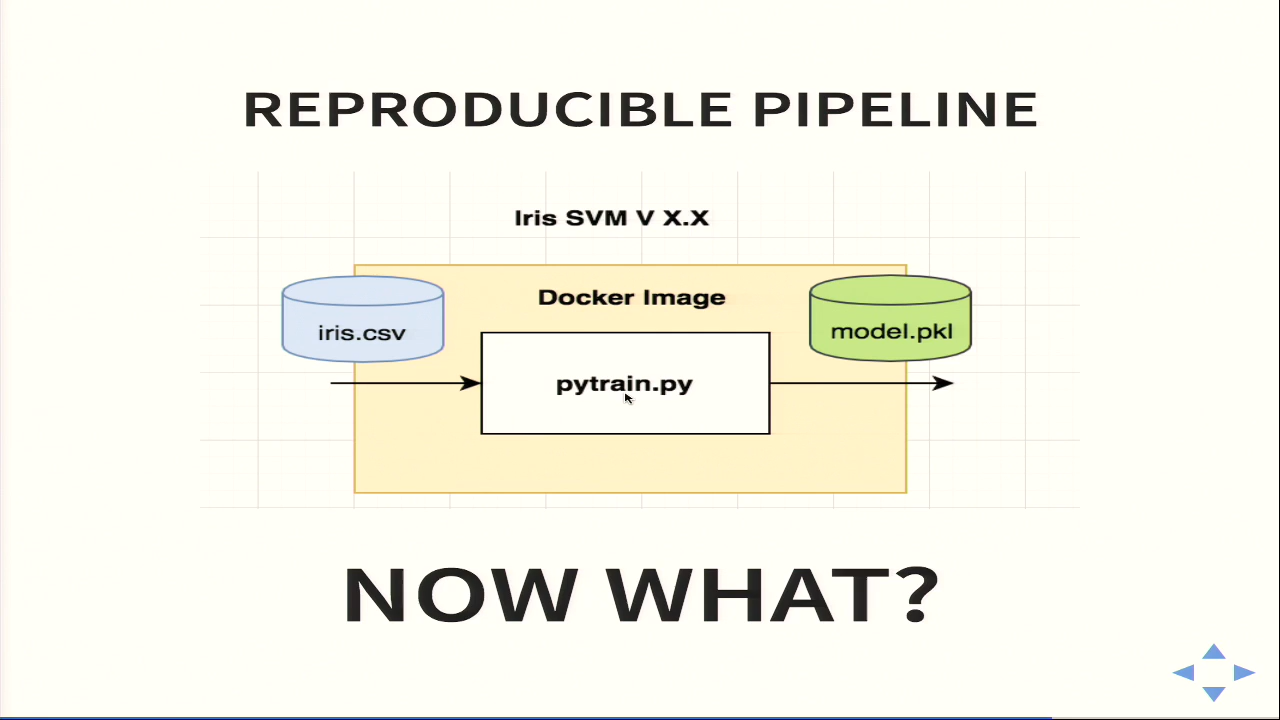 REPRODUCIBLE PIPELINE
Iris SVM V X.X
Docker Image
iris.csv
model.pkl
pytrain.py
NOW WHAT?